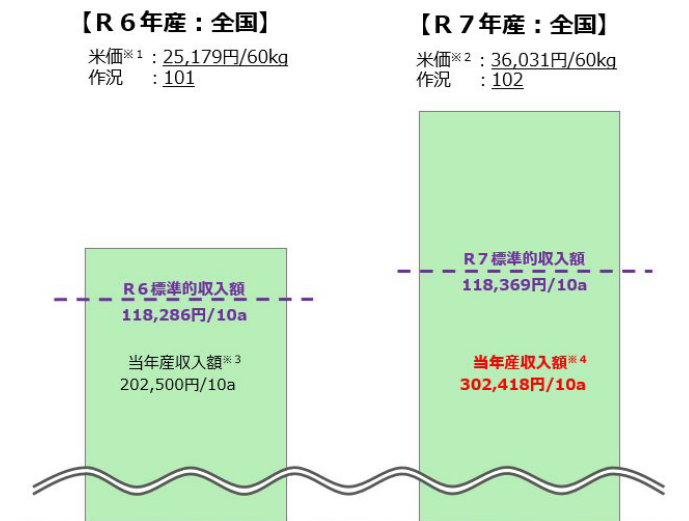 【Ｒ６年産：全国】
米価※１：25,179円/60kg
作況　：101
Ｒ６標準的収入額
118,286円/10a
当年産収入額※３
202,500円/10a
【Ｒ７年産：全国】
米価※２：36,031円/60kg
作況　：102
Ｒ７標準的収入額
118,369円/10a
当年産収入額※４
302,418円/10a